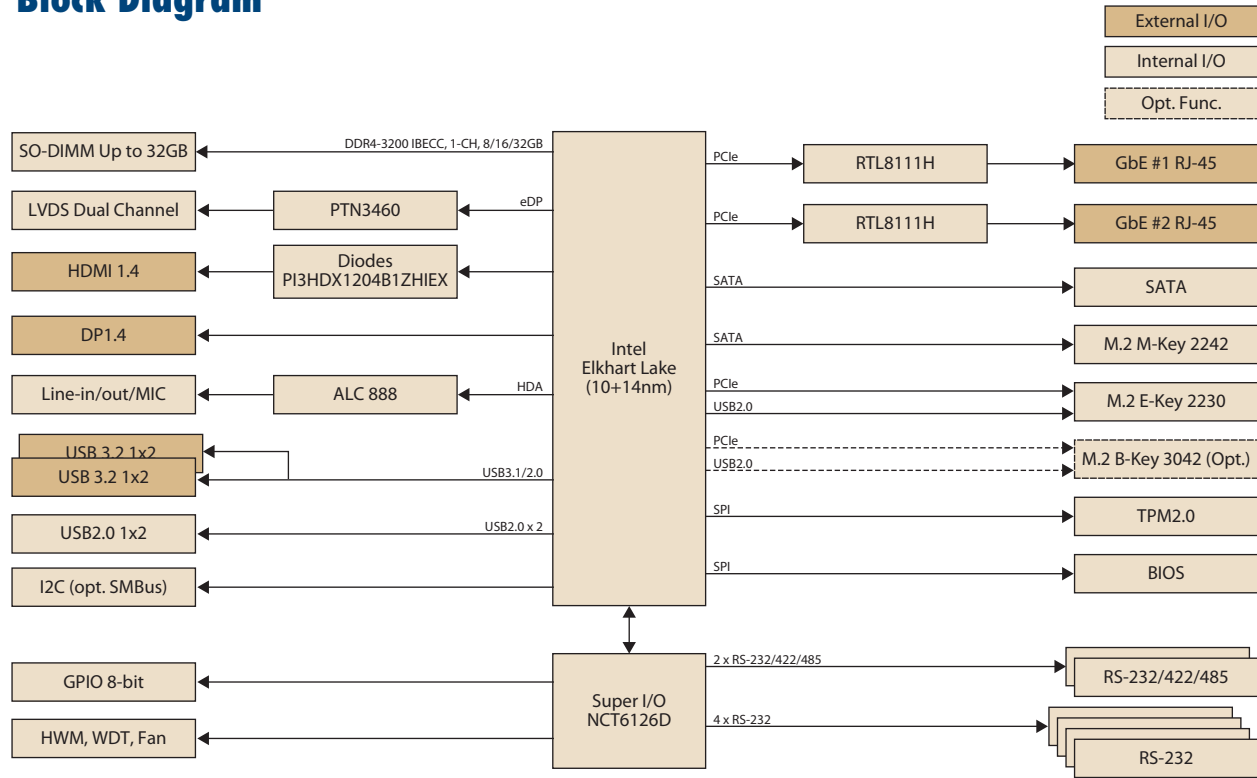 Block Diagram
External I/O
Internal I/O
Opt. Func.
SO-DIMM Up to 32GB
DDR4-3200 IBECC, 1-CH, 8/16/32GB
LVDS Dual Channel
PTN3460
eDP
HDMI 1.4
Diodes
PI3HDX1204B1ZHIEX
DP1.4
Line-in/out/MIC
ALC 888
HDA
USB 3.2 1x2
USB 3.2 1x2
USB3.1/2.0
USB2.0 1x2
USB2.0 x 2
I2C (opt. SMBus)
Intel
Elkhart Lake
(10+14nm)
PCIe
RTL8111H
GbE #1 RJ-45
PCIe
RTL8111H
GbE #2 RJ-45
SATA
SATA
SATA
M.2 M-Key 2242
PCIe
USB2.0
M.2 E-Key 2230
PCIe
USB2.0
M.2 B-Key 3042 (Opt.)
SPI
TPM2.0
SPI
BIOS
GPIO 8-bit
HWM, WDT, Fan
Super I/O
NCT6126D
2 x RS-232/422/485
RS-232/422/485
4 x RS-232
RS-232